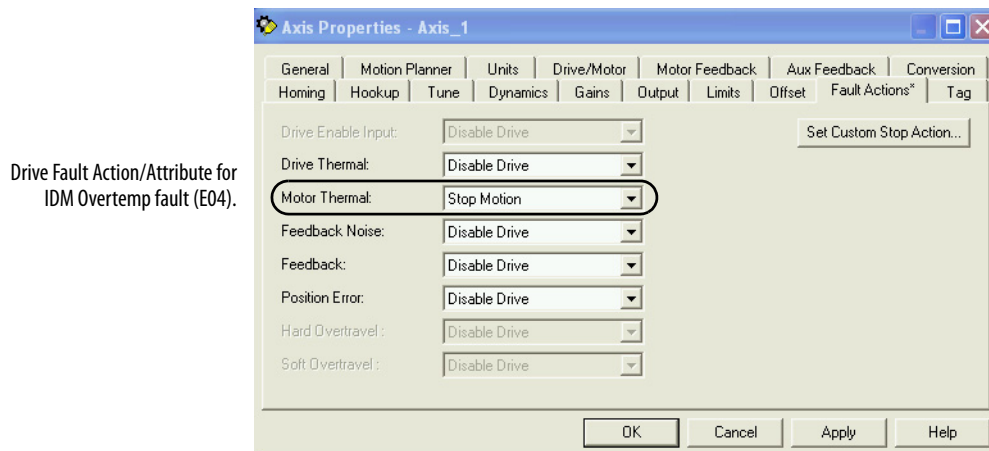 Axis Properties - Axis_1
General Motion Planner Units Drive/Motor Motor Feedback Aux Feedback Conversion
Homing Hookup Tune Dynamics Gains Output Limits Offset Fault Actions* Tag
Drive Enable Input: Disable Drive
Set Custom Stop Action...
Drive Thermal: Disable Drive
Drive Fault Action/Attribute for
IDM Overtemp fault (E04).
Motor Thermal: Stop Motion
Feedback Noise: Disable Drive
Feedback: Disable Drive
Position Error: Disable Drive
Hard Overtravel : Disable Drive
Soft Overtravel : Disable Drive
OK Cancel Apply Help